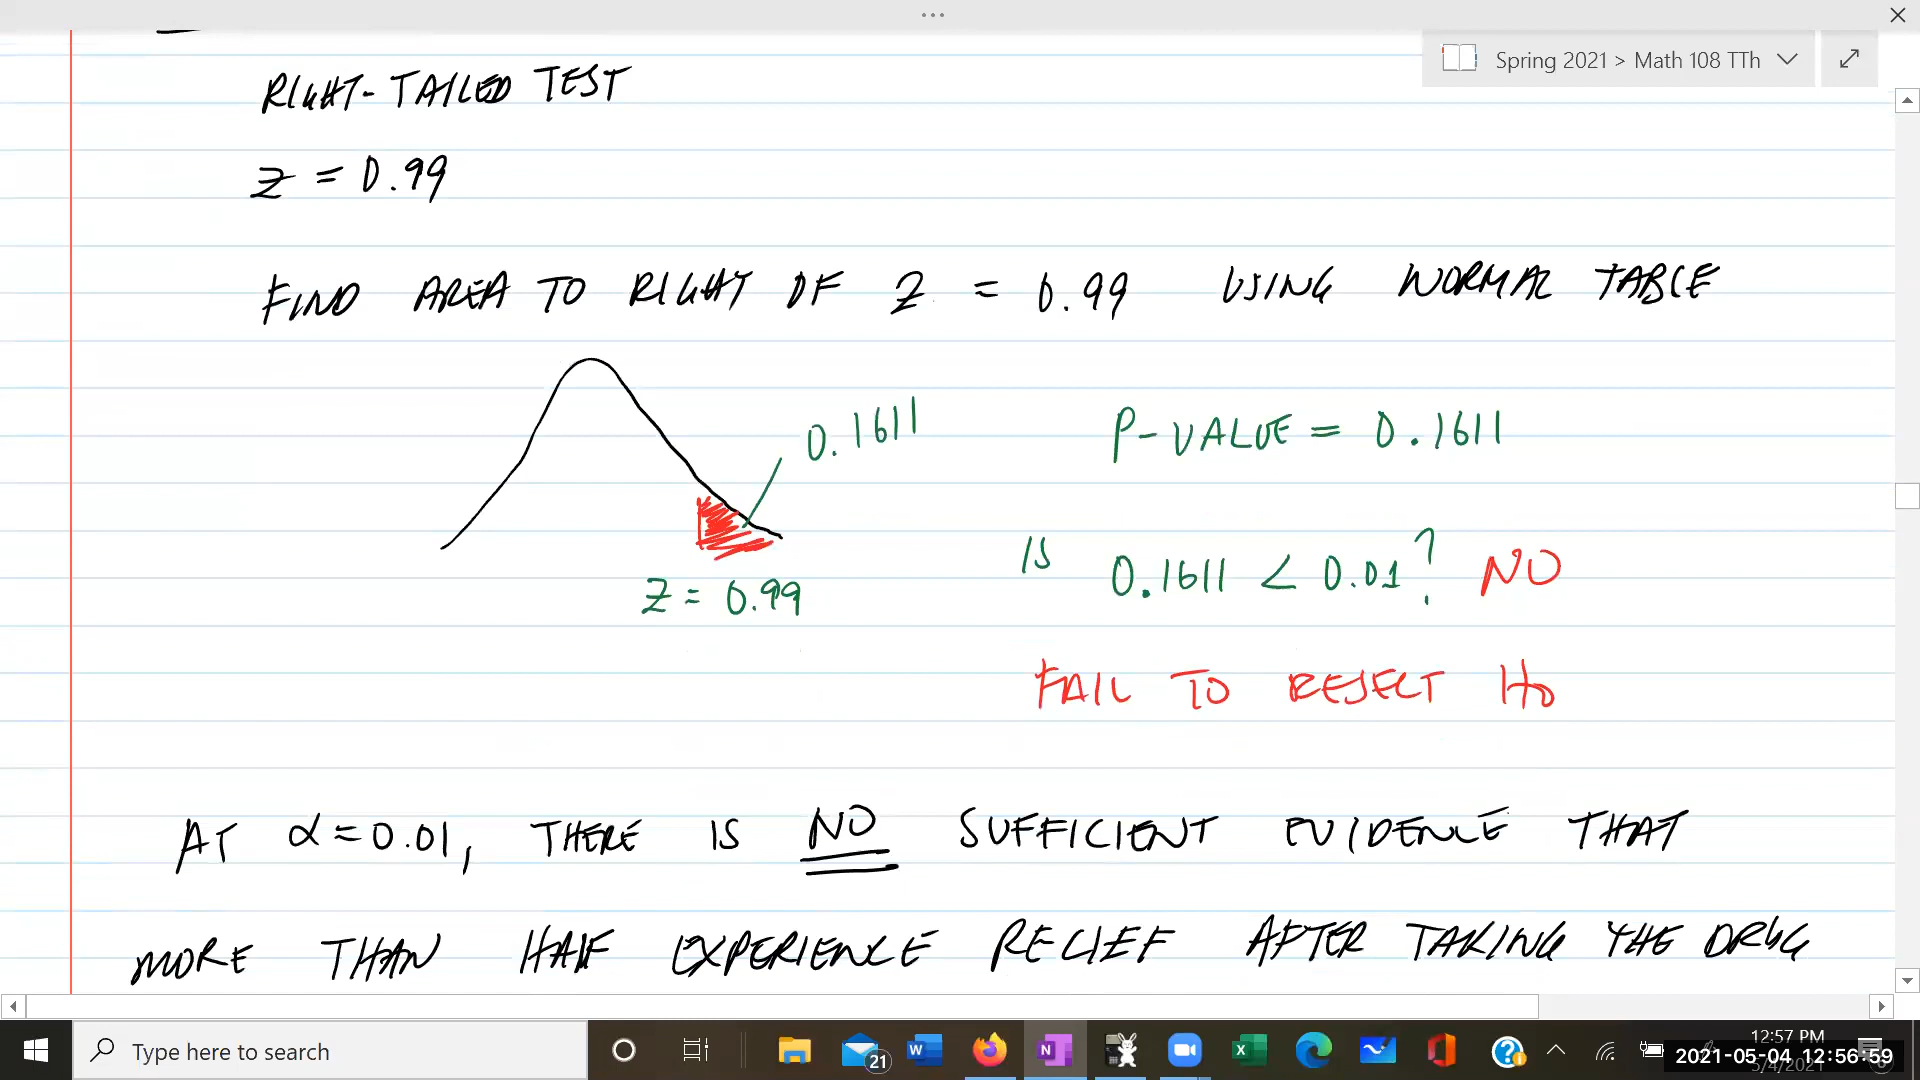 Spring 2021 > Math 108 TTh
RIGHT-TAILED TEST
Z = 0.99
FIND AREA TO RIGHT OF Z = 0.99 USING NORMAL TABLE
0.1611
P-VALUE = 0.1611
IS 0.1611 < 0.01? NO
Z = 0.99
FAIL TO REJECT H0
AT α = 0.01, THERE IS NO SUFFICIENT EVIDENCE THAT
MORE THAN HALF EXPERIENCE RELIEF AFTER TAKING THE DRUG
Type here to search
21
12:57 PM
2021-05-04 12:56:59